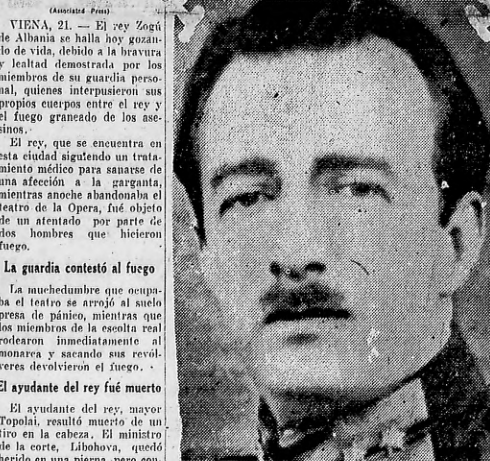 (Associated Press)
VIENA, 21. — El rey Zogú
de Albania se halla hoy gozan-
do de vida, debido a la bravura
y lealtad demostrada por los
miembros de su guardia perso-
nal, quienes interpusieron sus
propios cuerpos entre el rey y
el fuego graneado de los ase-
sinos.
El rey, que se encuentra en
esta ciudad siguiendo un trata-
miento médico para sanarse de
una afección a la garganta,
mientras anoche abandonaba el
teatro de la Opera, fué objeto
de un atentado por parte de
dos hombres que hicieron
fuego.
La guardia contestó al fuego
La muchedumbre que ocupa-
ba el teatro se arrojó al suelo
presa de pánico, mientras que
los miembros de la escolta real
rodearon inmediatamente al
monarca y sacando sus revól-
veres devolvieron el fuego.
El ayudante del rey fué muerto
El ayudante del rey, mayor
Topolai, resultó muerto de un
tiro en la cabeza. El ministro
de la corte, Libohova, quedó
herido en una pierna, pero con-